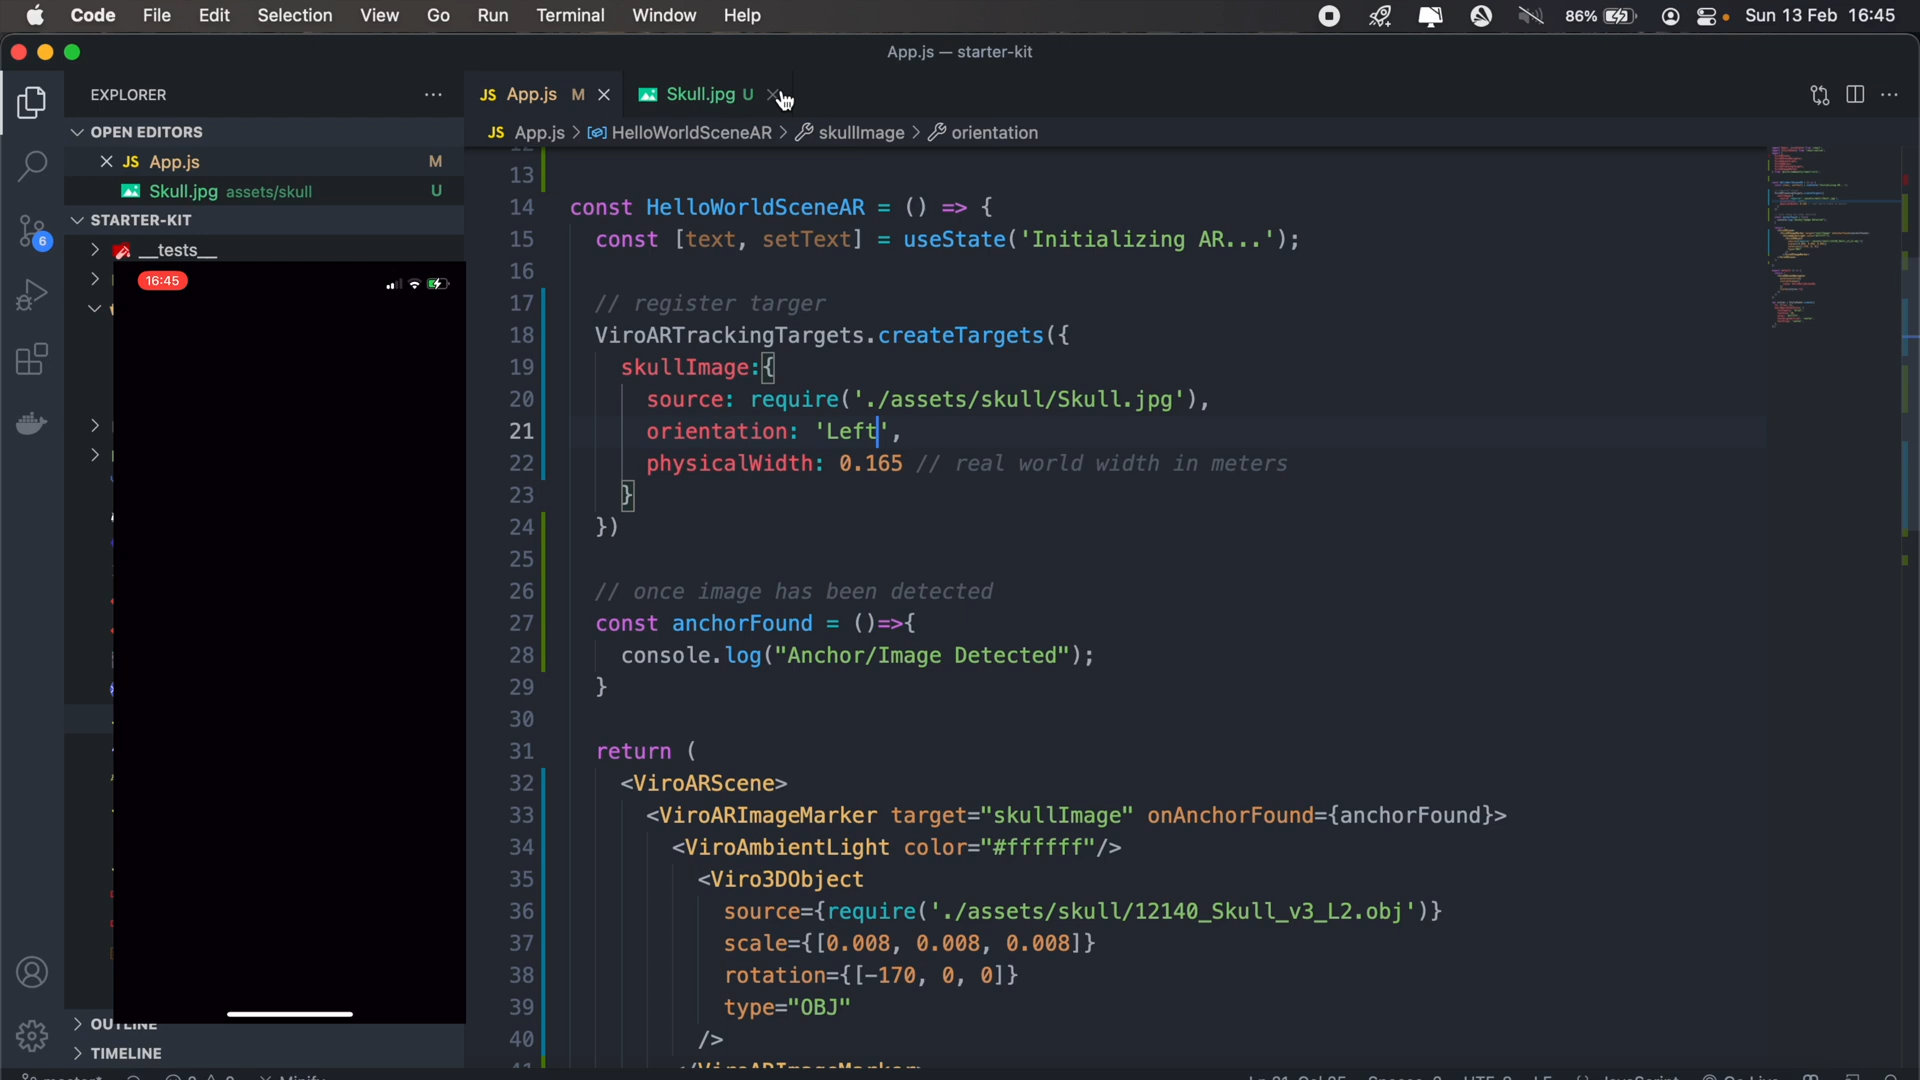 Code File Edit Selection View Go Run Terminal Window Help 86% Sun 13 Feb 16:45
App.js — starter-kit
EXPLORER
JS App.js M
Skull.jpg U
JS App.js > HelloWorldSceneAR > skullImage > orientation
OPEN EDITORS
JS App.js M
Skull.jpg assets/skull U
STARTER-KIT
__tests__
6
16:45
OUTLINE
TIMELINE
13
14 const HelloWorldSceneAR = () => {
15 const [text, setText] = useState('Initializing AR...');
16
17 // register targer
18 ViroARTrackingTargets.createTargets({
19 skullImage:{
20 source: require('./assets/skull/Skull.jpg'),
21 orientation: 'Left',
22 physicalWidth: 0.165 // real world width in meters
23 }
24 })
25
26 // once image has been detected
27 const anchorFound = ()=>{
28 console.log("Anchor/Image Detected");
29 }
30
31 return (
32 <ViroARScene>
33 <ViroARImageMarker target="skullImage" onAnchorFound={anchorFound}>
34 <ViroAmbientLight color="#ffffff"/>
35 <Viro3DObject
36 source={require('./assets/skull/12140_Skull_v3_L2.obj')}
37 scale={[0.008, 0.008, 0.008]}
38 rotation={[-170, 0, 0]}
39 type="OBJ"
40 />